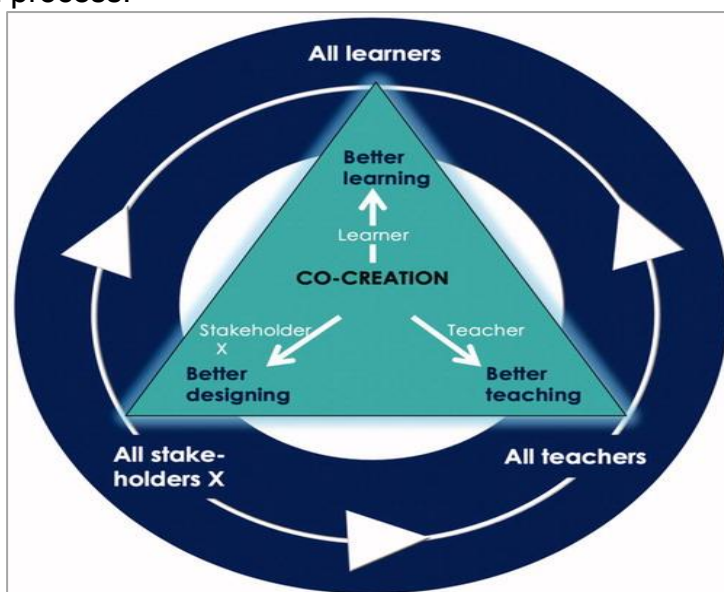 process.
All learners
Better
learning
Learner
CO-CREATION
Stakeholder
X
Teacher
Better
designing
Better
teaching
All stake-
holders X
All teachers